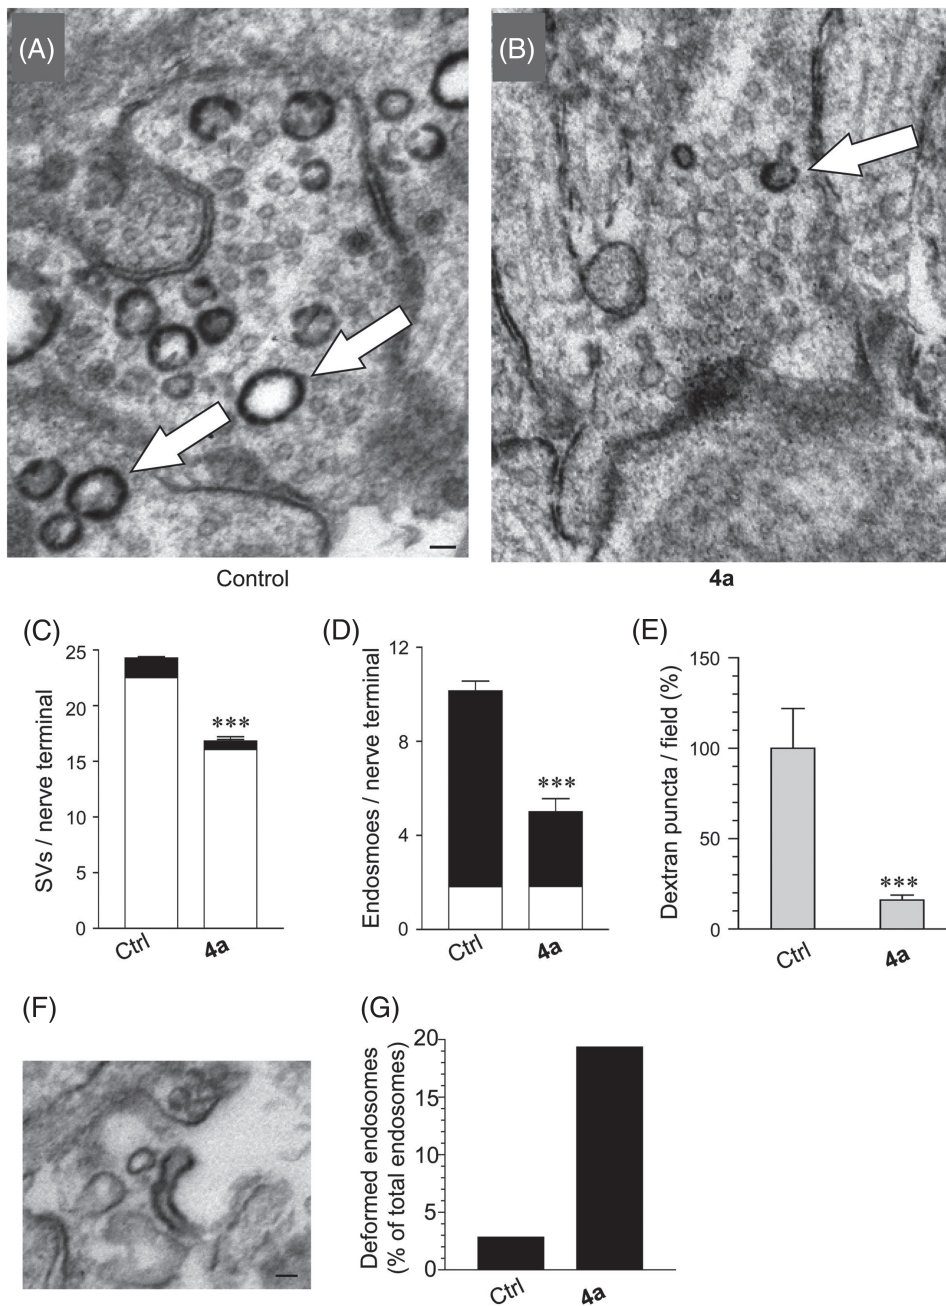 (A)
(B)
Control
4a
(C)
SVs / nerve terminal
25
20
15
10
5
0
***
Ctrl
4a
(D)
Endosmoes / nerve terminal
12
8
4
0
***
Ctrl
4a
(E)
Dextran puncta / field (%)
150
100
50
0
***
Ctrl
4a
(F)
(G)
Deformed endosomes
(% of total endosomes)
20
15
10
5
0
Ctrl
4a